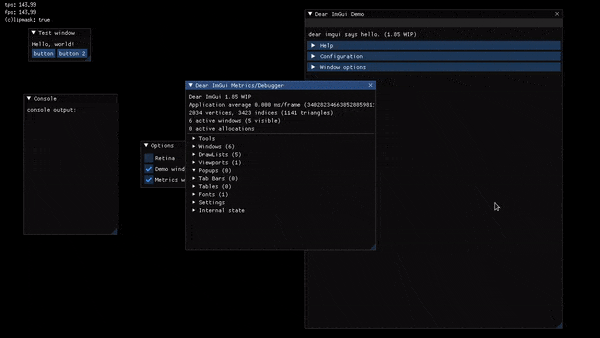 tps: 143.99
fps: 143.99
(c)lipmask: true
Test window
Hello, world!
button button 2
Console
console output:
Options
Retina
Demo wind
Metrics w
Dear ImGui Metrics/Debugger
Dear ImGui 1.85 WIP
Application average 0.000 ms/frame
2034 vertices, 3423 indices (1141 triangles)
6 active windows (5 visible)
0 active allocations
Tools
Windows (6)
DrawLists (5)
Viewports (1)
Popups (0)
Tab Bars (0)
Tables (0)
Fonts (1)
Settings
Internal state
Dear ImGui Demo
dear imgui says hello. (1.85 WIP)
Help
Configuration
Window options